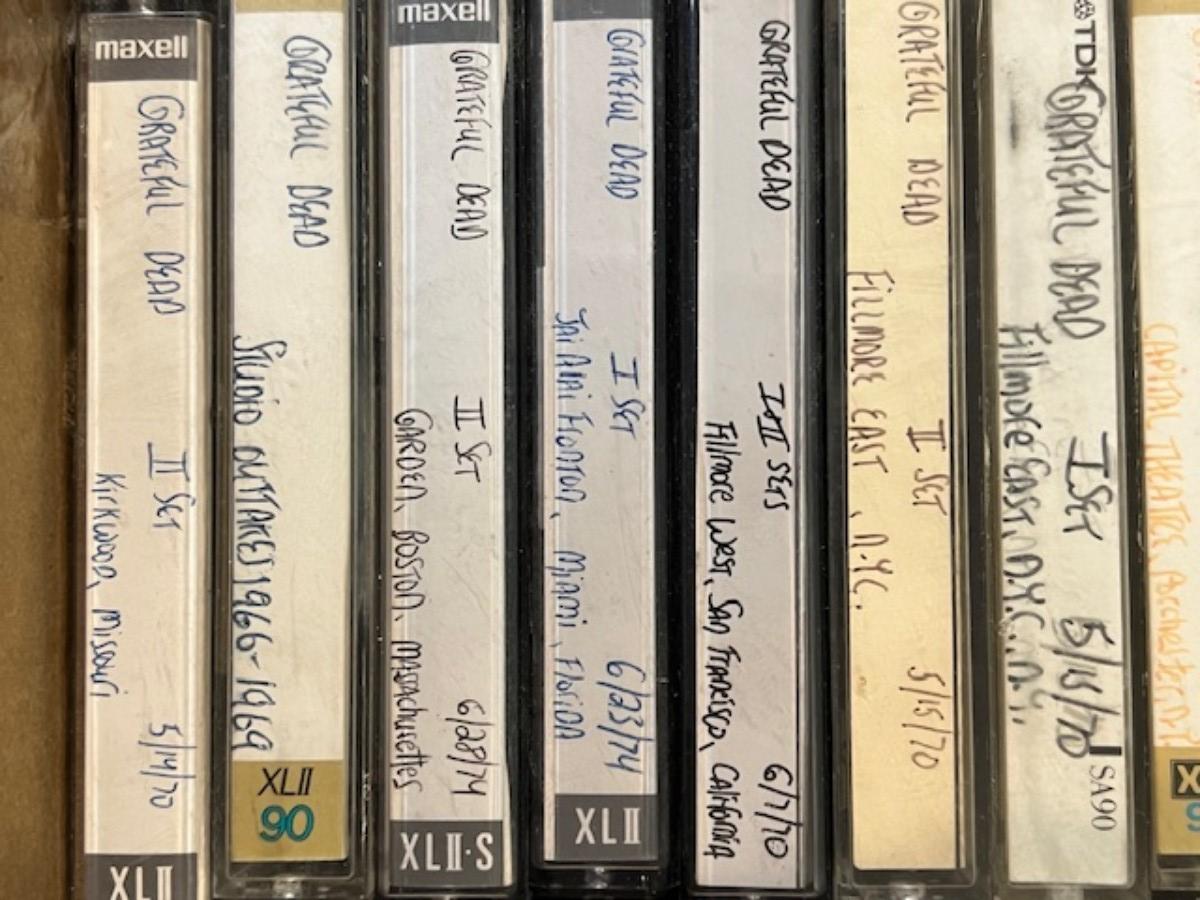 maxell
GRATEFUL DEAD
II SET
KirKwood, Missouri
5/14/70
XLII
GRATEFUL DEAD
STUDIO OUTTAKES 1966-1969
XLII
90
maxell
GRATEFUL DEAD
II SET
GARDEN, BOSTON, MASSachusettes
6/28/74
XLII-S
GRATEFUL DEAD
I SET
JAi ALAi FRONTON, MiAMi, FloriDA
6/23/74
XLII
GRATEFUL DEAD
I+II SETS
Fillmore West, San Francisco, California
6/7/70
GRATEFUL DEAD
II SET
FILLMORE EAST, N.Y.C.
5/15/70
TDK
GRATEFUL DEAD
I SET
Fillmore East, N.Y.C., N.Y.
5/15/70
SA90
CAPITAL THEATRE, Porchester, N.Y.
X